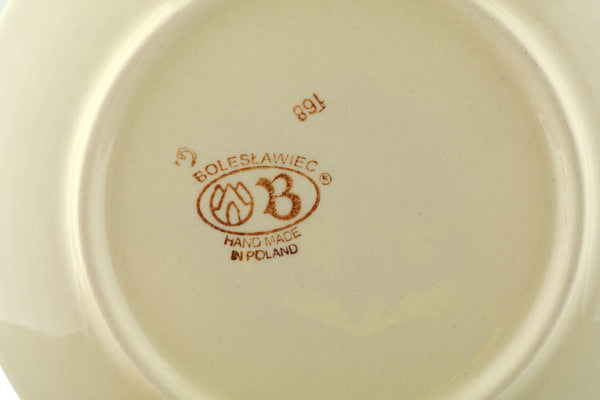 168
BOLESŁAWIEC
B ®
HAND MADE
IN POLAND